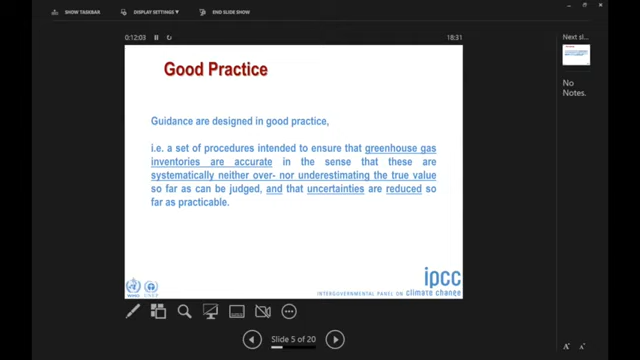 SHOW TASKBAR
DISPLAY SETTINGS ▾
END SLIDE SHOW
0:12:03
18:31
Next sl...
Good Practice
No
Notes.
Guidance are designed in good practice,
i.e. a set of procedures intended to ensure that greenhouse gas
inventories are accurate in the sense that these are
systematically neither over- nor underestimating the true value
so far as can be judged, and that uncertainties are reduced so
far as practicable.
ipcc
INTERGOVERNMENTAL PANEL ON climate change
WMO
UNEP
Slide 5 of 20
A
A